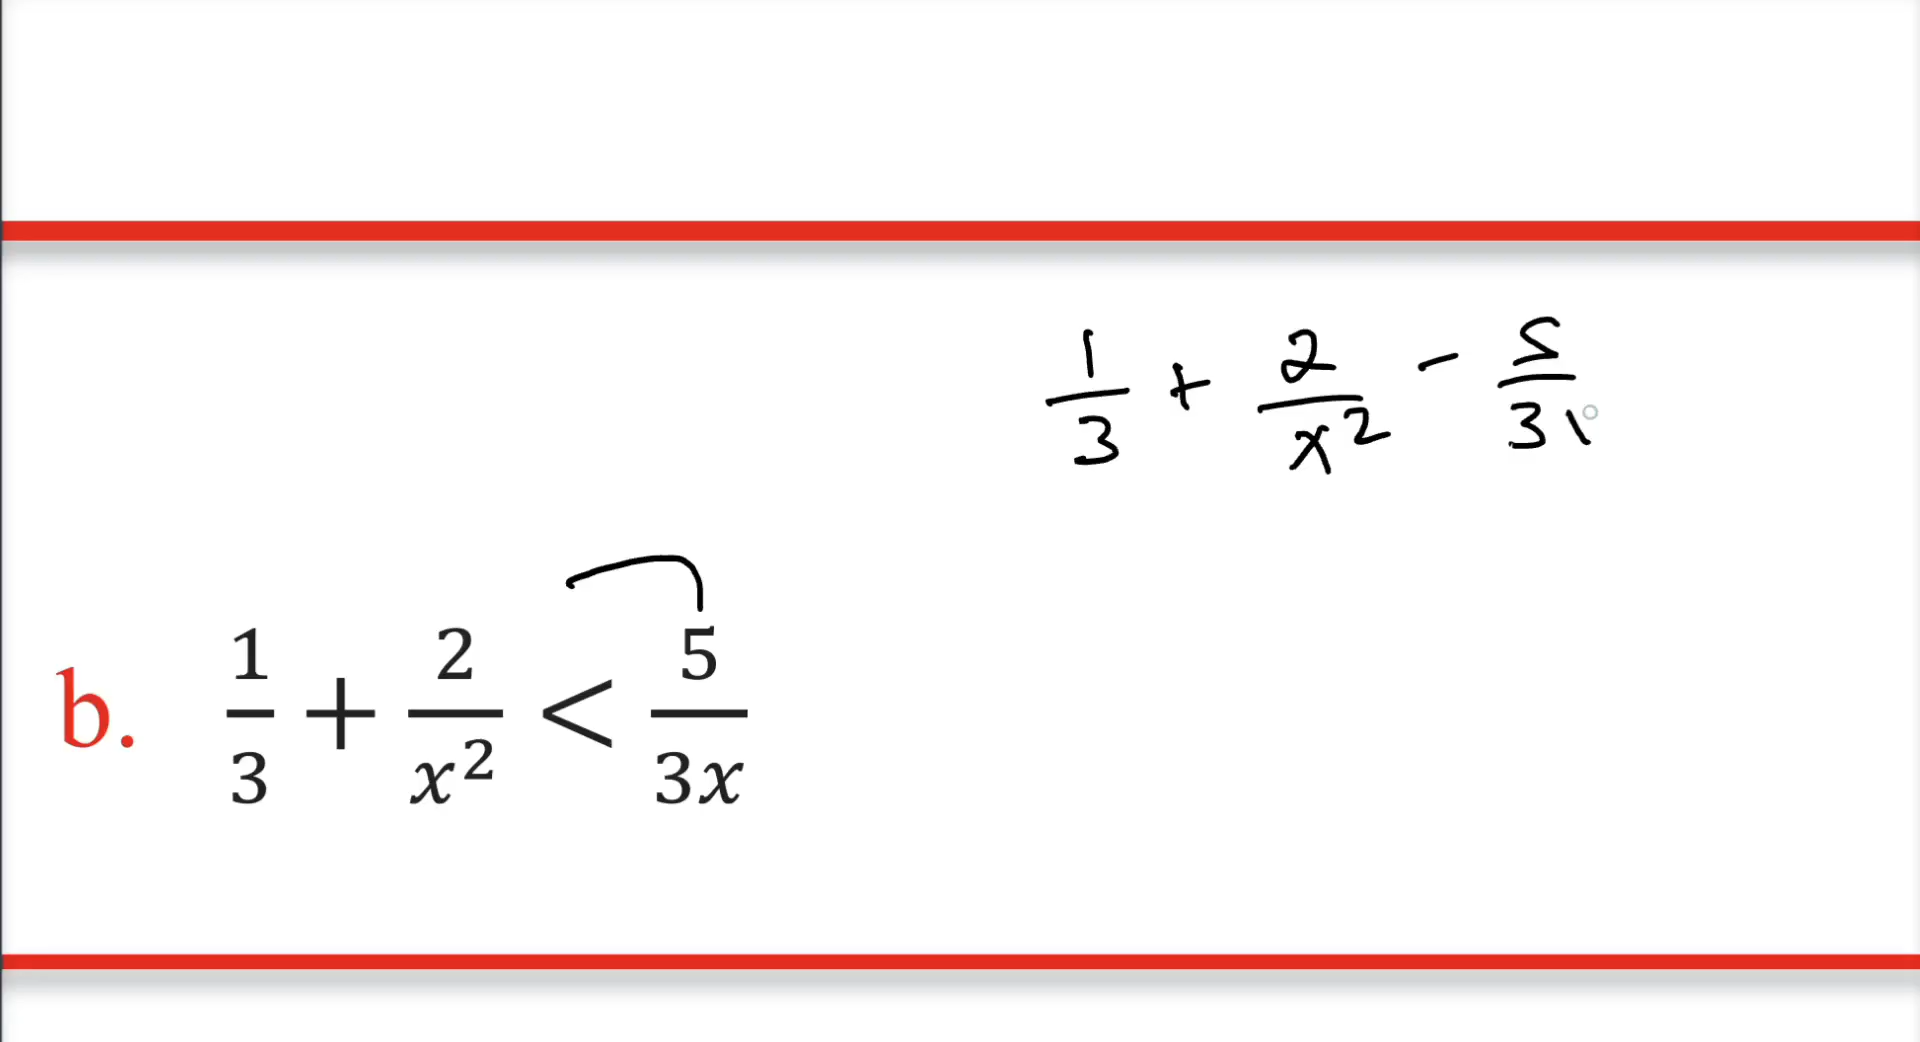 1/3 + 2/x² - 5/3
b. 1/3 + 2/x² < 5/3x